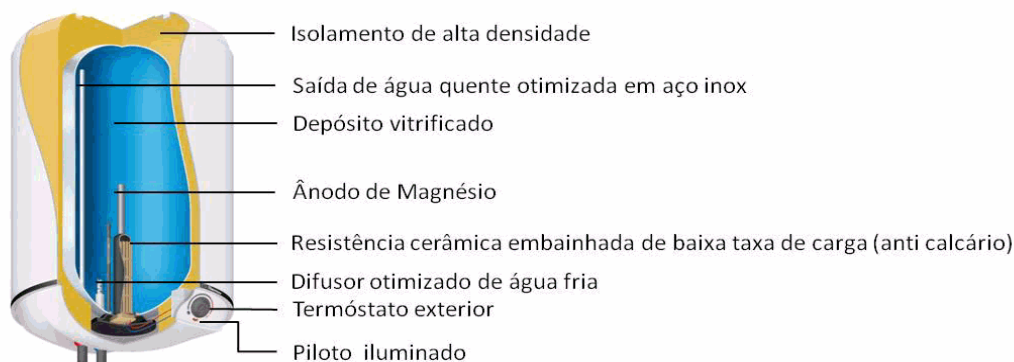 Isolamento de alta densidade
Saída de água quente otimizada em aço inox
Depósito vitrificado
Ânodo de Magnésio
Resistência cerâmica embainhada de baixa taxa de carga (anti calcário)
Difusor otimizado de água fria
Termóstato exterior
Piloto iluminado